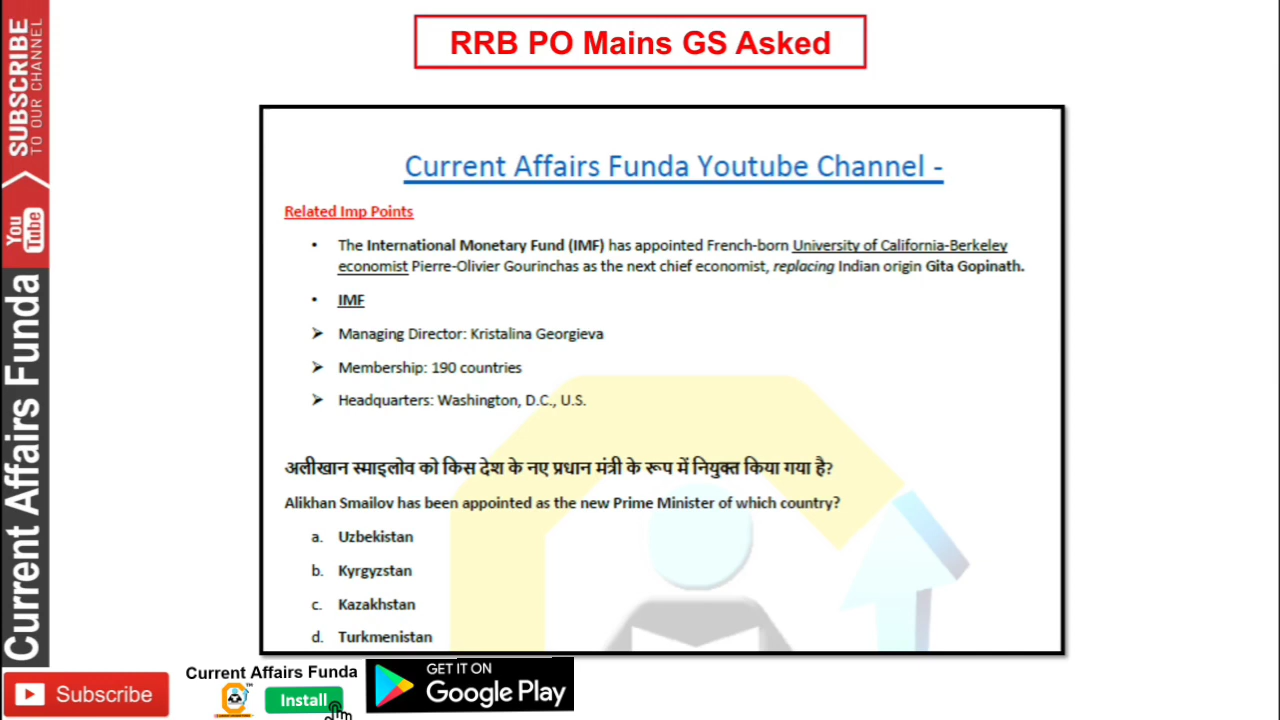 RRB PO Mains GS Asked
SUBSCRIBE
TO OUR CHANNEL
You
Tube
Current Affairs Funda
Current Affairs Funda Youtube Channel -
Related Imp Points
• The International Monetary Fund (IMF) has appointed French-born University of California-Berkeley
economist Pierre-Olivier Gourinchas as the next chief economist, replacing Indian origin Gita Gopinath.
• IMF
➤ Managing Director: Kristalina Georgieva
➤ Membership: 190 countries
➤ Headquarters: Washington, D.C., U.S.
अलीखान स्माइलोव को किस देश के नए प्रधान मंत्री के रूप में नियुक्त किया गया है?
Alikhan Smailov has been appointed as the new Prime Minister of which country?
a. Uzbekistan
b. Kyrgyzstan
c. Kazakhstan
d. Turkmenistan
Subscribe
Current Affairs Funda
Install
GET IT ON
Google Play